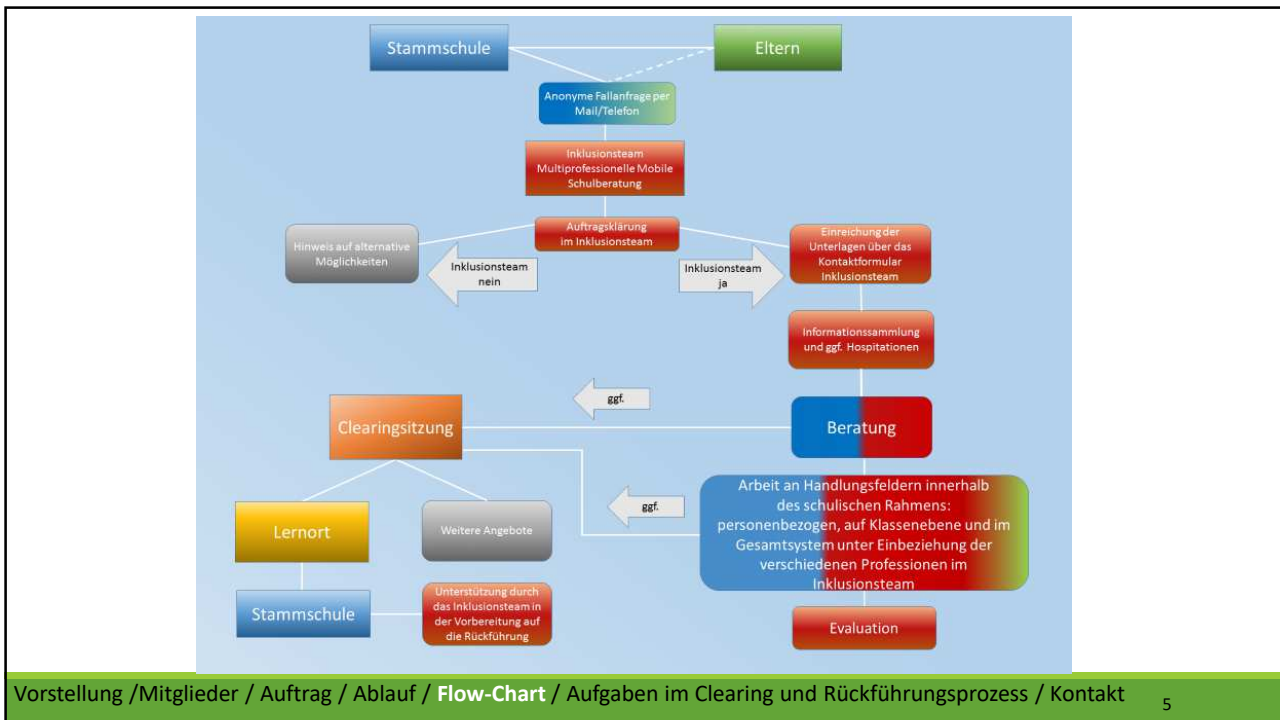 Stammschule
Eltern
Anonyme Fallanfrage per
Mail/Telefon
Inklusionsteam
Multiprofessionelle Mobile
Schulberatung
Auftragsklärung
im Inklusionsteam
Hinweis auf alternative
Möglichkeiten
Inklusionsteam
nein
Inklusionsteam
ja
Einreichung der
Unterlagen über das
Kontaktformular
Inklusionsteam
Informationssammlung
und ggf. Hospitationen
ggf.
Clearingsitzung
Beratung
ggf.
Arbeit an Handlungsfeldern innerhalb
des schulischen Rahmens:
personenbezogen, auf Klassenebene und im
Gesamtsystem unter Einbeziehung der
verschiedenen Professionen im
Inklusionsteam
Lernort
Weitere Angebote
Stammschule
Unterstützung durch
das Inklusionsteam in
der Vorbereitung auf
die Rückführung
Evaluation
Vorstellung /Mitglieder / Auftrag / Ablauf / Flow-Chart / Aufgaben im Clearing und Rückführungsprozess / Kontakt 5